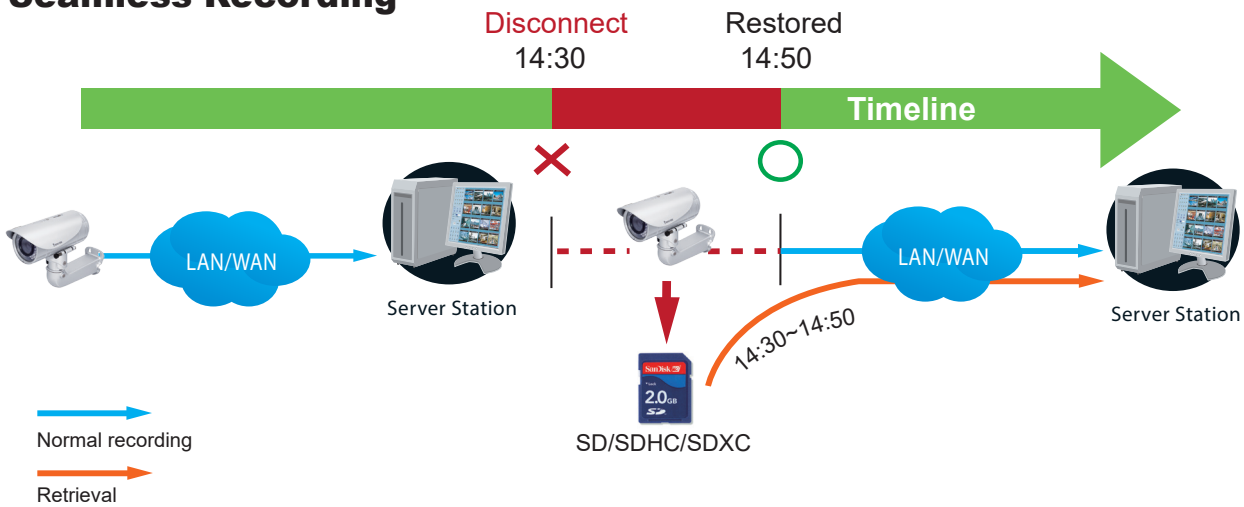 Seamless Recording
Disconnect
14:30
Restored
14:50
Timeline
LAN/WAN
Server Station
LAN/WAN
Server Station
14:30~14:50
SanDisk
2.0GB
SD
SD/SDHC/SDXC
Normal recording
Retrieval